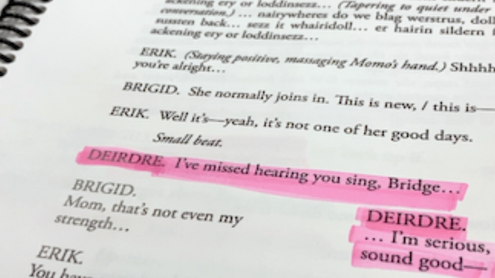 ackening ery or loddinsezz… (Tapering to quiet under
conversation.) … nairywhere do we blag werstrus, doll
sussten back… sezz it whairidoll… er hairin sildern
ackening ery or loddinsezz…
ERIK. (Staying positive, massaging Momo's hand.) Shhhh
you're alright…
BRIGID. She normally joins in. This is new, / this is—
ERIK. Well it's—yeah, it's not one of her good days.
Small beat.
DEIRDRE. I've missed hearing you sing, Bridge…
BRIGID.
Mom, that's not even my
strength…
DEIRDRE.
… I'm serious,
sound good—
ERIK.
You